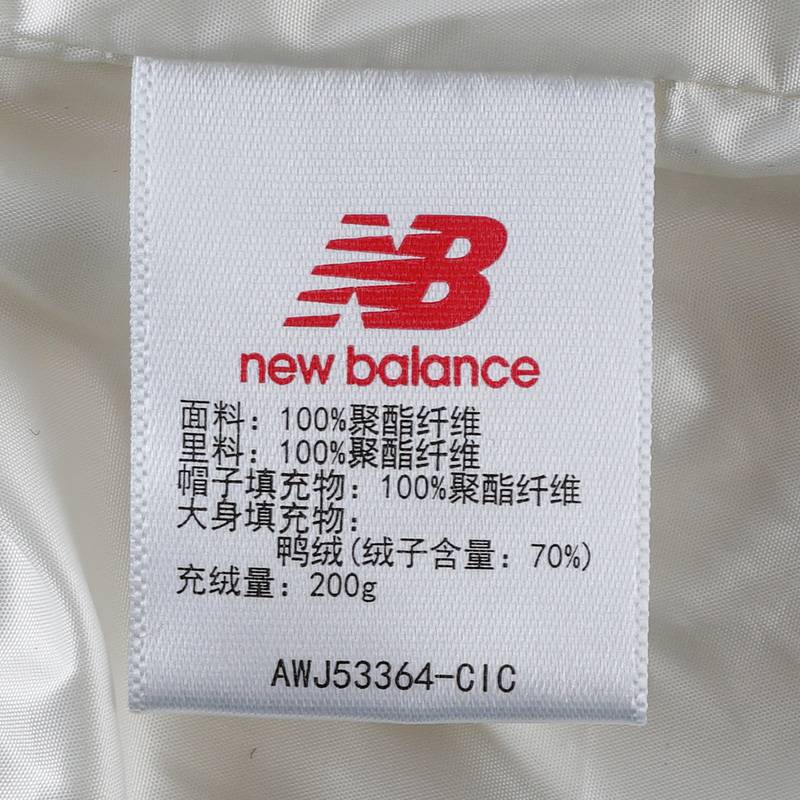 NB
new balance
面料：100%聚酯纤维
里料：100%聚酯纤维
帽子填充物：100%聚酯纤维
大身填充物：
鸭绒(绒子含量：70%)
充绒量：200g
AWJ53364-CIC